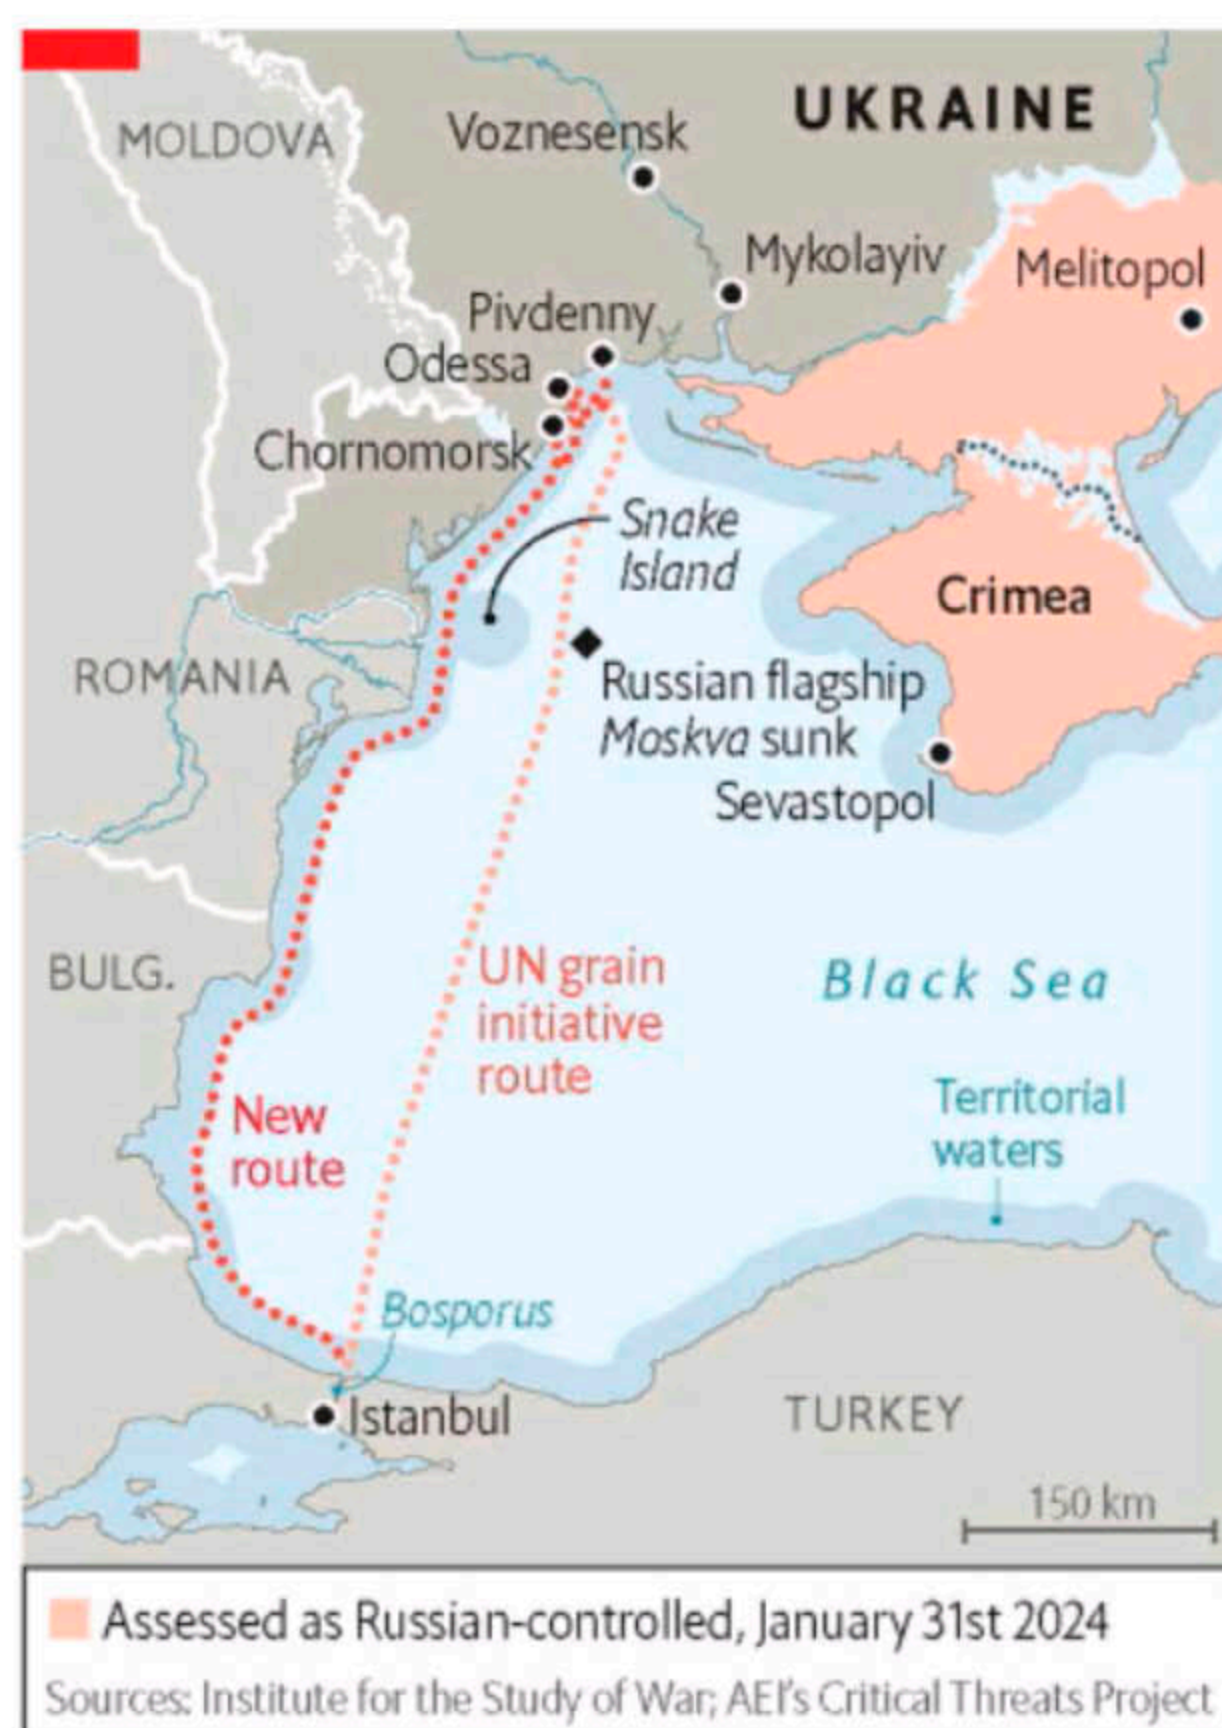 UKRAINE
MOLDOVA
Voznesensk
Mykolayiv
Melitopol
Pivdenny
Odessa
Chornomorsk
Snake
Island
Crimea
ROMANIA
Russian flagship
Moskva sunk
Sevastopol
BULG.
UN grain
initiative
route
Black Sea
New
route
Territorial
waters
Bosporus
Istanbul
TURKEY
150 km
Assessed as Russian-controlled, January 31st 2024
Sources: Institute for the Study of War; AEI's Critical Threats Project